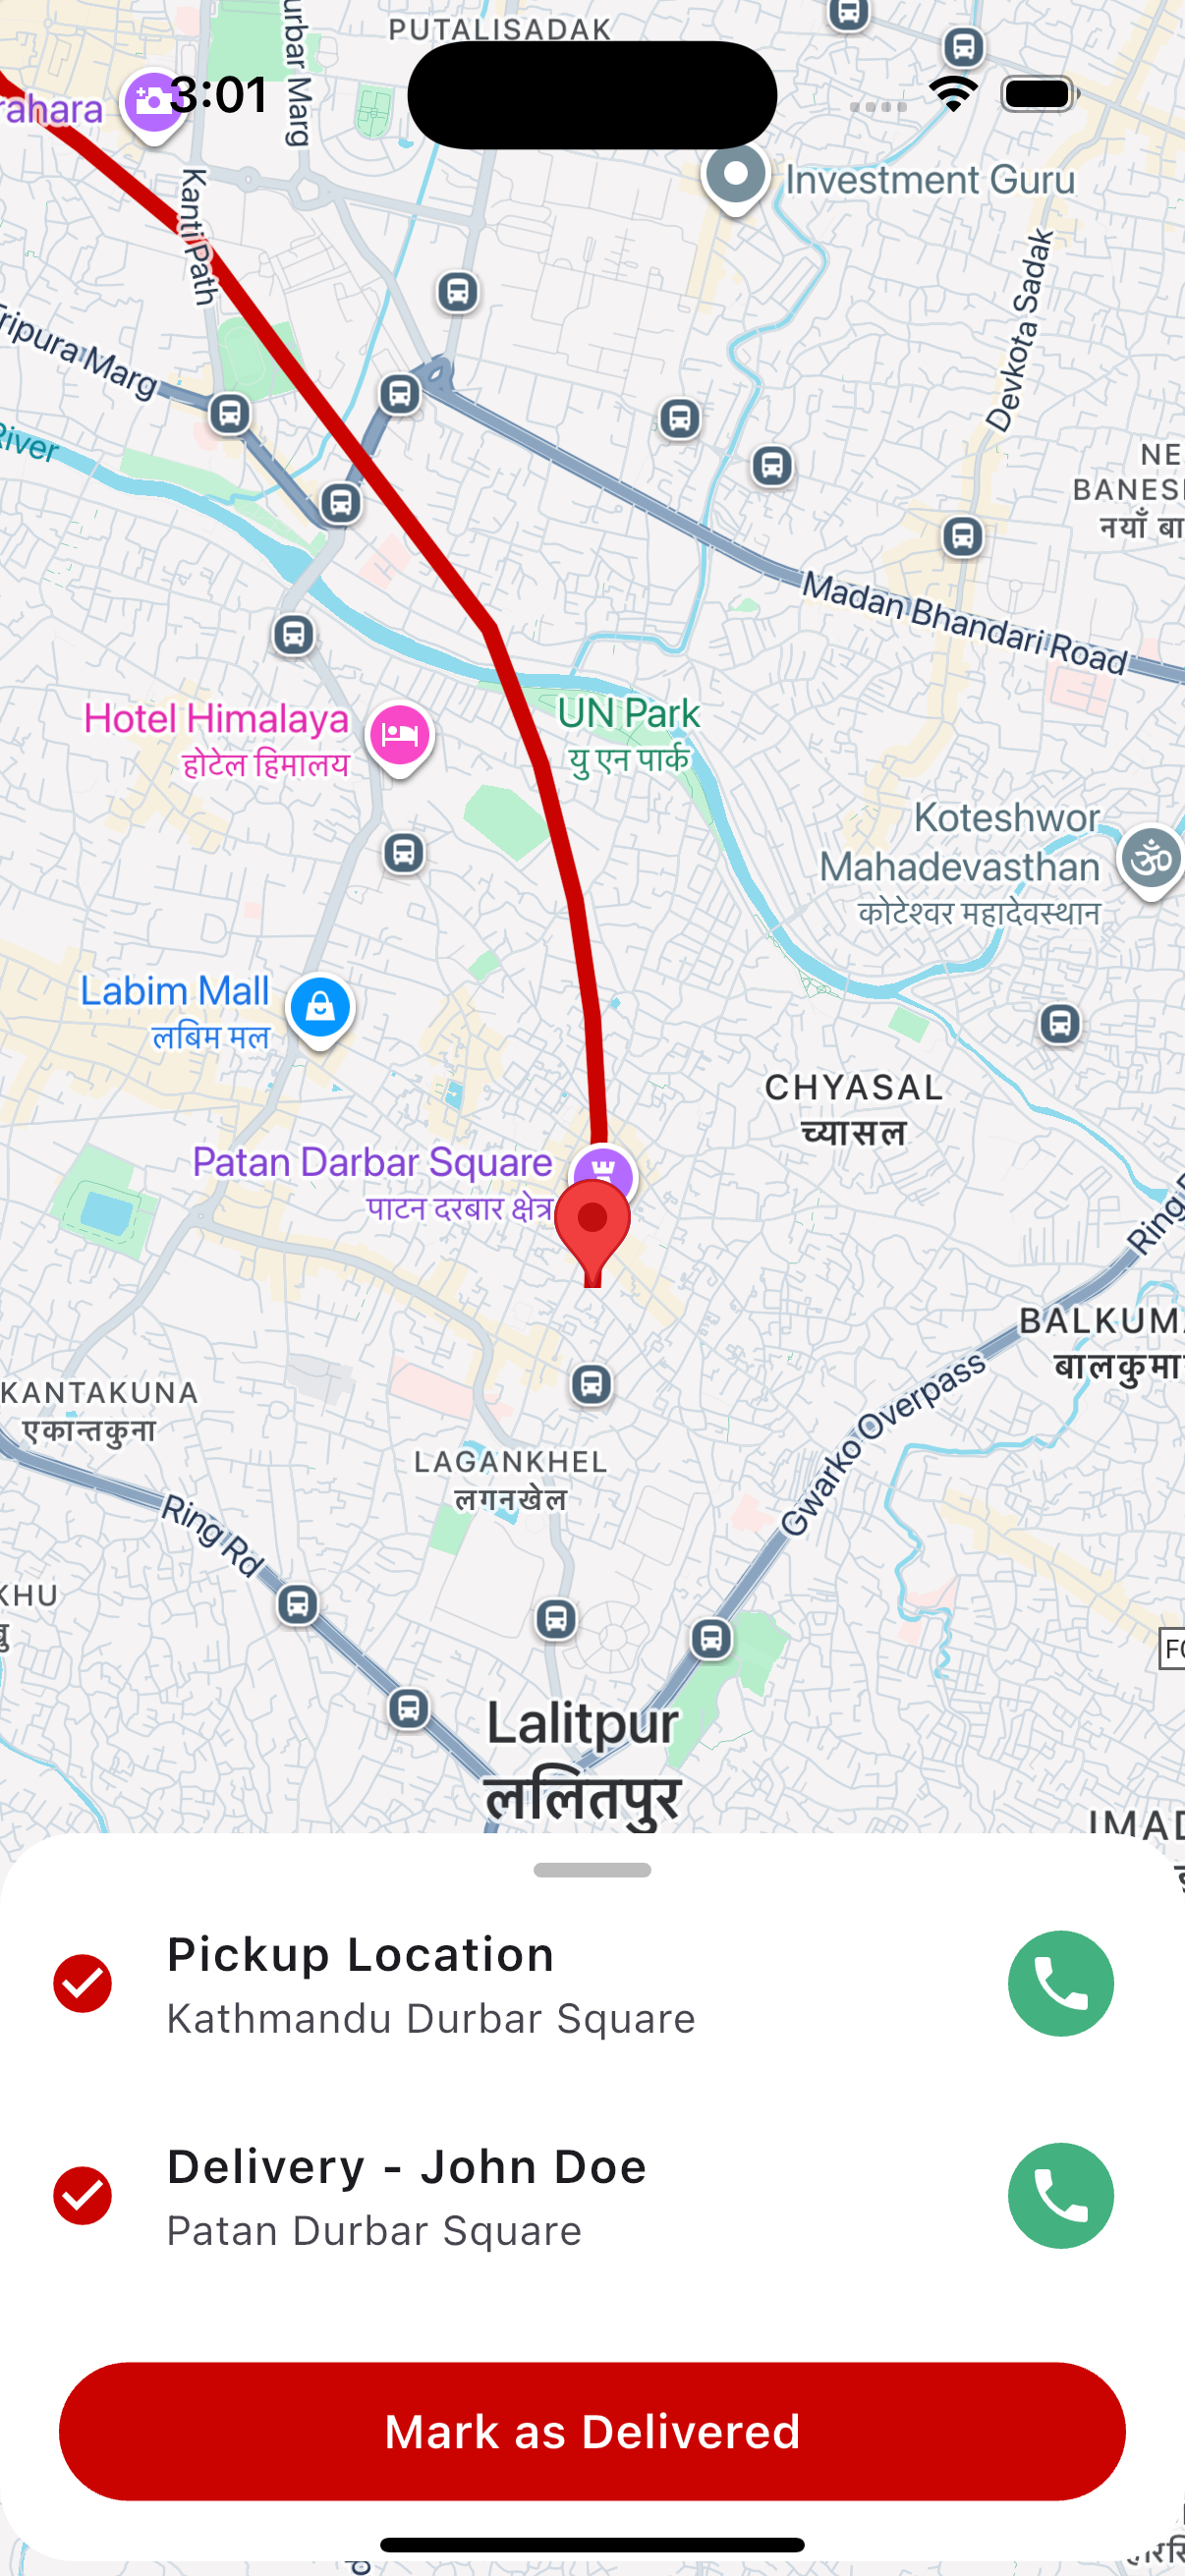 PUTALISADAK
3:01
Kanti Path
Investment Guru
Devkota Sadak
Madan Bhandari Road
Hotel Himalaya
होटेल हिमालय
UN Park
यु एन पार्क
Koteshwor
Mahadevasthan
कोटेश्वर महादेवस्थान
Labim Mall
लबिम मल
CHYASAL
च्यासल
Patan Darbar Square
पाटन दरबार क्षेत्र
Gwarko Overpass
LAGANKHEL
लगनखेल
Ring Rd
एकान्तकुना
Lalitpur
ललितपुर
Pickup Location
Kathmandu Durbar Square
Delivery - John Doe
Patan Durbar Square
Mark as Delivered